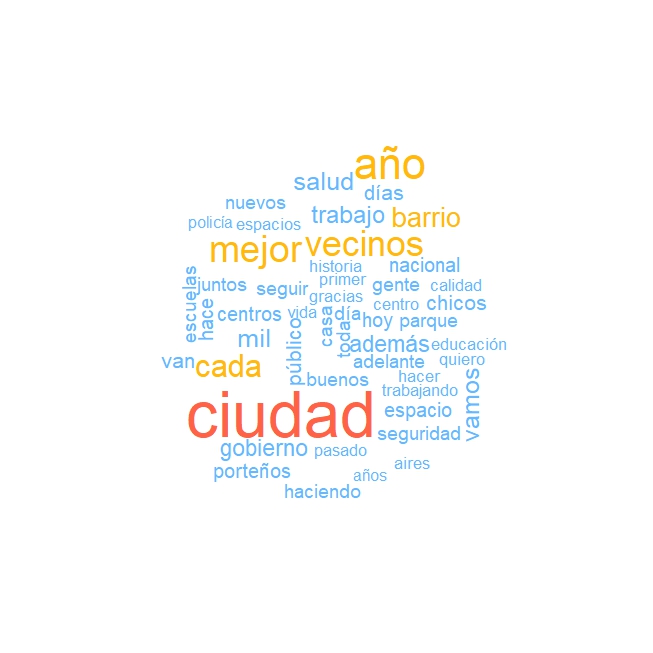 año
salud
días
nuevos
trabajo
barrio
policía
espacios
mejor
vecinos
historia
nacional
escuelas
juntos
seguir
primer
gente
calidad
gracias
hace
centros
vida
casa
día
centro
chicos
hoy
parque
mil
público
toda
además
educación
van
cada
adelante
quiero
buenos
hacer
vamos
trabajando
ciudad
espacio
seguridad
gobierno
pasado
porteños
aires
años
haciendo